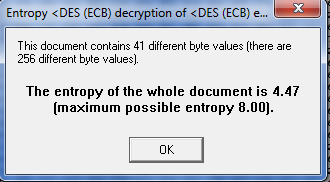 Entropy <DES (ECB) decryption of <DES (ECB) e...
This document contains 41 different byte values (there are
256 different byte values).
The entropy of the whole document is 4.47
(maximum possible entropy 8.00).
OK